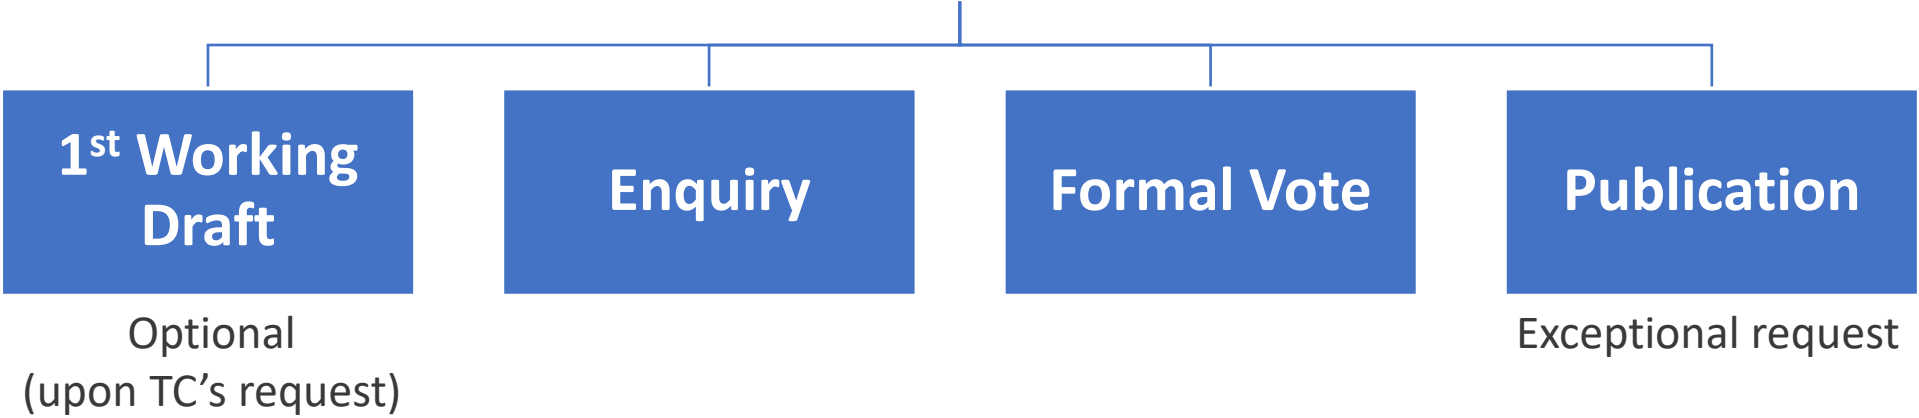 1st Working
Draft
Enquiry
Formal Vote
Publication
Optional
(upon TC’s request)
Exceptional request